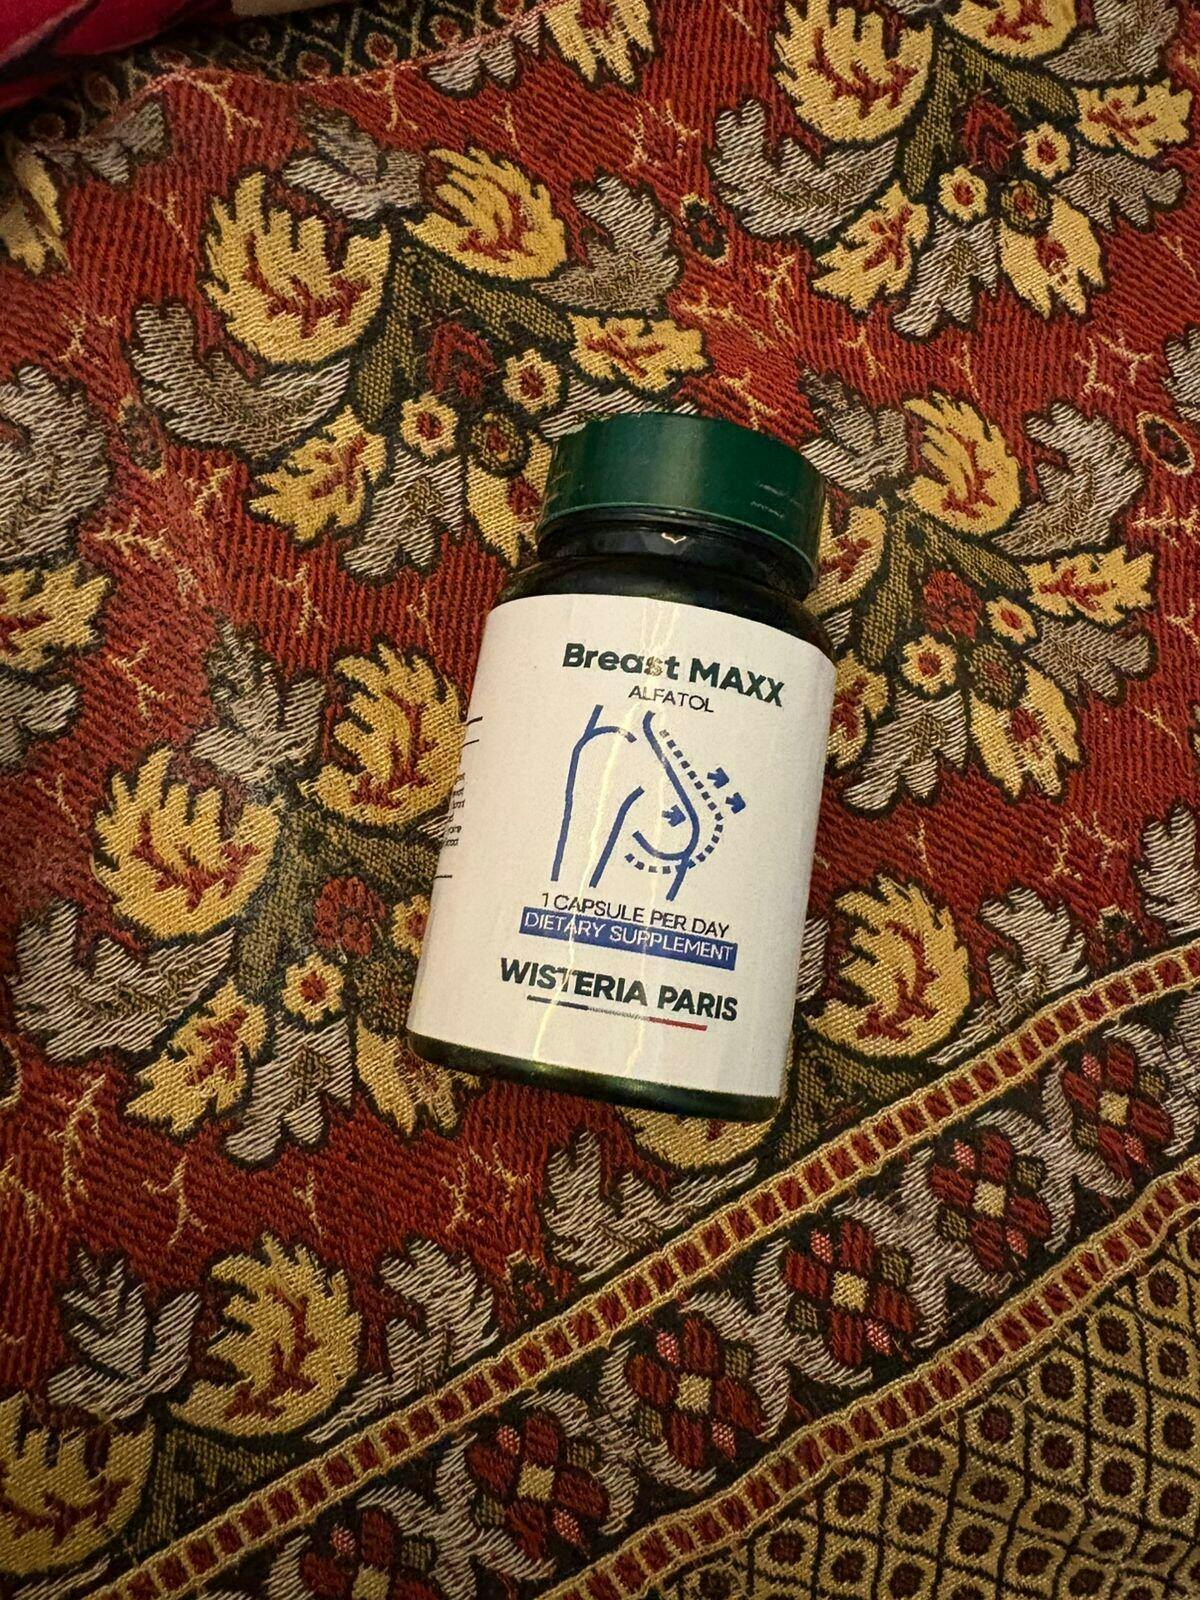 Breast MAXX
ALFATOL
1 CAPSULE PER DAY
DIETARY SUPPLEMENT
WISTERIA PARIS